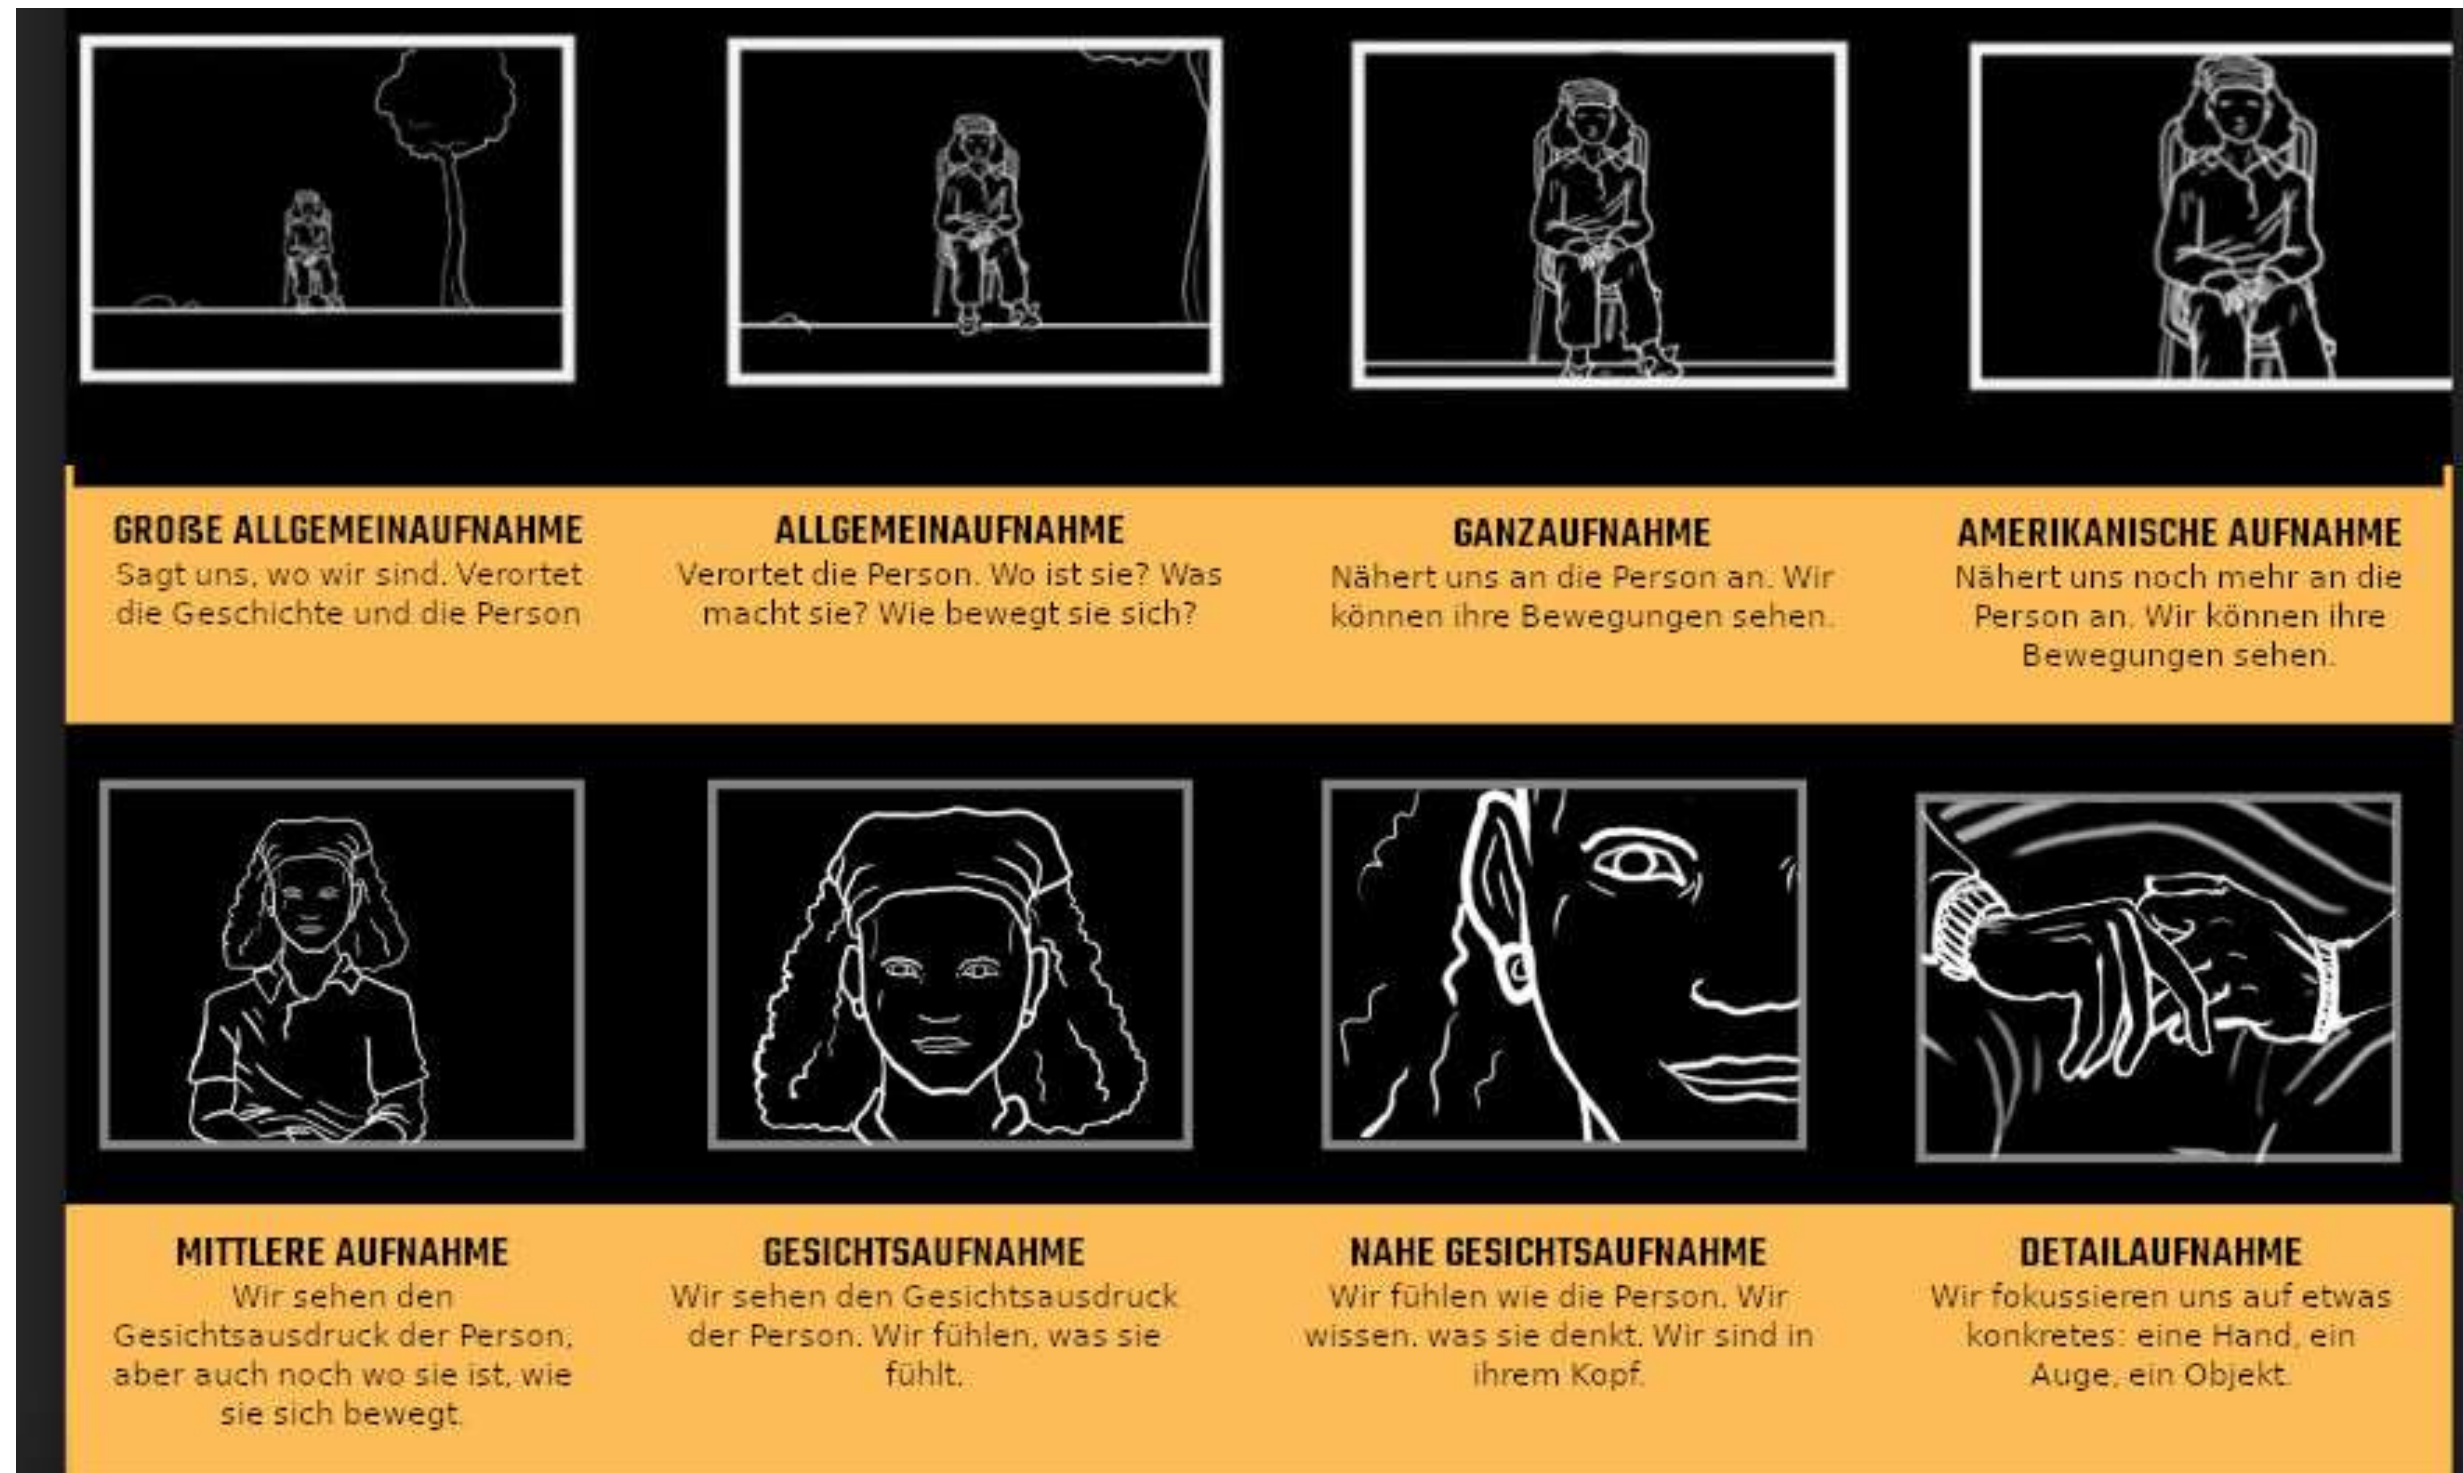 GROßE ALLGEMEINAUFNAHME
Sagt uns, wo wir sind. Verortet
die Geschichte und die Person
ALLGEMEINAUFNAHME
Verortet die Person. Wo ist sie? Was
macht sie? Wie bewegt sie sich?
GANZAUFNAHME
Nähert uns an die Person an. Wir
können ihre Bewegungen sehen.
AMERIKANISCHE AUFNAHME
Nähert uns noch mehr an die
Person an. Wir können ihre
Bewegungen sehen.
MITTLERE AUFNAHME
Wir sehen den
Gesichtsausdruck der Person,
aber auch noch wo sie ist, wie
sie sich bewegt.
GESICHTSAUFNAHME
Wir sehen den Gesichtsausdruck
der Person. Wir fühlen, was sie
fühlt.
NAHE GESICHTSAUFNAHME
Wir fühlen wie die Person. Wir
wissen. was sie denkt. Wir sind in
ihrem Kopf.
DETAILAUFNAHME
Wir fokussieren uns auf etwas
konkretes: eine Hand, ein
Auge, ein Objekt.